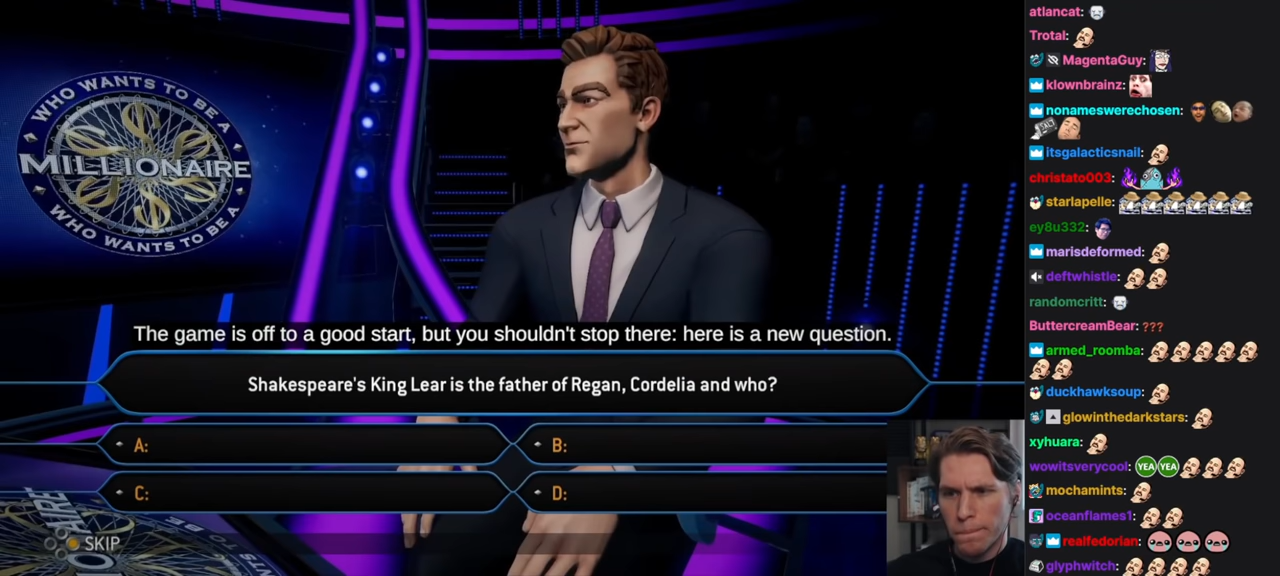 WHO WANTS TO BE A
MILLIONAIRE
WHO WANTS TO BE A
The game is off to a good start, but you shouldn't stop there: here is a new question.
Shakespeare's King Lear is the father of Regan, Cordelia and who?
A:
B:
C:
D:
SKIP
atlancat:
Trotal:
MagentaGuy:
klownbrainz:
nonameswerechosen:
itsgalacticsnail:
christato003:
starlapelle:
ey8u332:
marisdeformed:
deftwhistle:
randomcritt:
ButtercreamBear: ???
armed_roomba:
duckhawksoup:
glowinthedarkstars:
xyhuara:
wowitsverycool: YEA YEA
mochamints:
oceanflames1:
realfedorian:
glyphwitch: